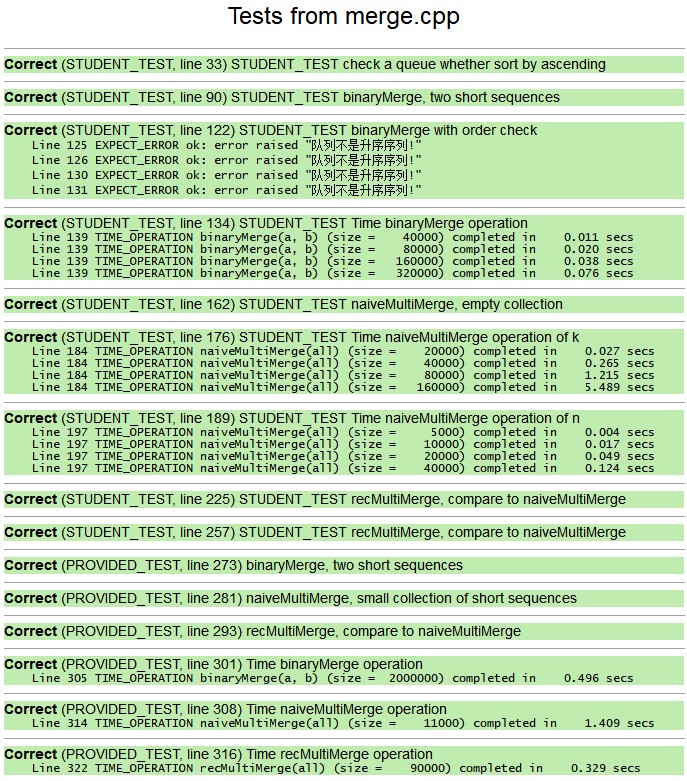 Tests from merge.cpp
Correct (STUDENT_TEST, line 33) STUDENT_TEST check a queue whether sort by ascending
Correct (STUDENT_TEST, line 90) STUDENT_TEST binaryMerge, two short sequences
Correct (STUDENT_TEST, line 122) STUDENT_TEST binaryMerge with order check
Line 125 EXPECT_ERROR ok: error raised "队列不是升序序列!"
Line 126 EXPECT_ERROR ok: error raised "队列不是升序序列!"
Line 130 EXPECT_ERROR ok: error raised "队列不是升序序列!"
Line 131 EXPECT_ERROR ok: error raised "队列不是升序序列!"
Correct (STUDENT_TEST, line 134) STUDENT_TEST Time binaryMerge operation
Line 139 TIME_OPERATION binaryMerge(a, b) (size = 40000) completed in 0.011 secs
Line 139 TIME_OPERATION binaryMerge(a, b) (size = 80000) completed in 0.020 secs
Line 139 TIME_OPERATION binaryMerge(a, b) (size = 160000) completed in 0.038 secs
Line 139 TIME_OPERATION binaryMerge(a, b) (size = 320000) completed in 0.076 secs
Correct (STUDENT_TEST, line 162) STUDENT_TEST naiveMultiMerge, empty collection
Correct (STUDENT_TEST, line 176) STUDENT_TEST Time naiveMultiMerge operation of k
Line 184 TIME_OPERATION naiveMultiMerge(all) (size = 20000) completed in 0.027 secs
Line 184 TIME_OPERATION naiveMultiMerge(all) (size = 40000) completed in 0.265 secs
Line 184 TIME_OPERATION naiveMultiMerge(all) (size = 80000) completed in 1.215 secs
Line 184 TIME_OPERATION naiveMultiMerge(all) (size = 160000) completed in 5.489 secs
Correct (STUDENT_TEST, line 189) STUDENT_TEST Time naiveMultiMerge operation of n
Line 197 TIME_OPERATION naiveMultiMerge(all) (size = 5000) completed in 0.004 secs
Line 197 TIME_OPERATION naiveMultiMerge(all) (size = 10000) completed in 0.017 secs
Line 197 TIME_OPERATION naiveMultiMerge(all) (size = 20000) completed in 0.049 secs
Line 197 TIME_OPERATION naiveMultiMerge(all) (size = 40000) completed in 0.124 secs
Correct (STUDENT_TEST, line 225) STUDENT_TEST recMultiMerge, compare to naiveMultiMerge
Correct (STUDENT_TEST, line 257) STUDENT_TEST recMultiMerge, compare to naiveMultiMerge
Correct (PROVIDED_TEST, line 273) binaryMerge, two short sequences
Correct (PROVIDED_TEST, line 281) naiveMultiMerge, small collection of short sequences
Correct (PROVIDED_TEST, line 293) recMultiMerge, compare to naiveMultiMerge
Correct (PROVIDED_TEST, line 301) Time binaryMerge operation
Line 305 TIME_OPERATION binaryMerge(a, b) (size = 2000000) completed in 0.496 secs
Correct (PROVIDED_TEST, line 308) Time naiveMultiMerge operation
Line 314 TIME_OPERATION naiveMultiMerge(all) (size = 11000) completed in 1.409 secs
Correct (PROVIDED_TEST, line 316) Time recMultiMerge operation
Line 322 TIME_OPERATION recMultiMerge(all) (size = 90000) completed in 0.329 secs